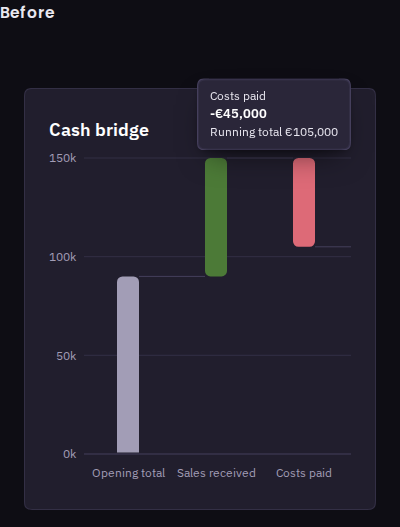 Before
Costs paid
-€45,000
Running total €105,000
Cash bridge
150k
100k
50k
0k
Opening total Sales received Costs paid